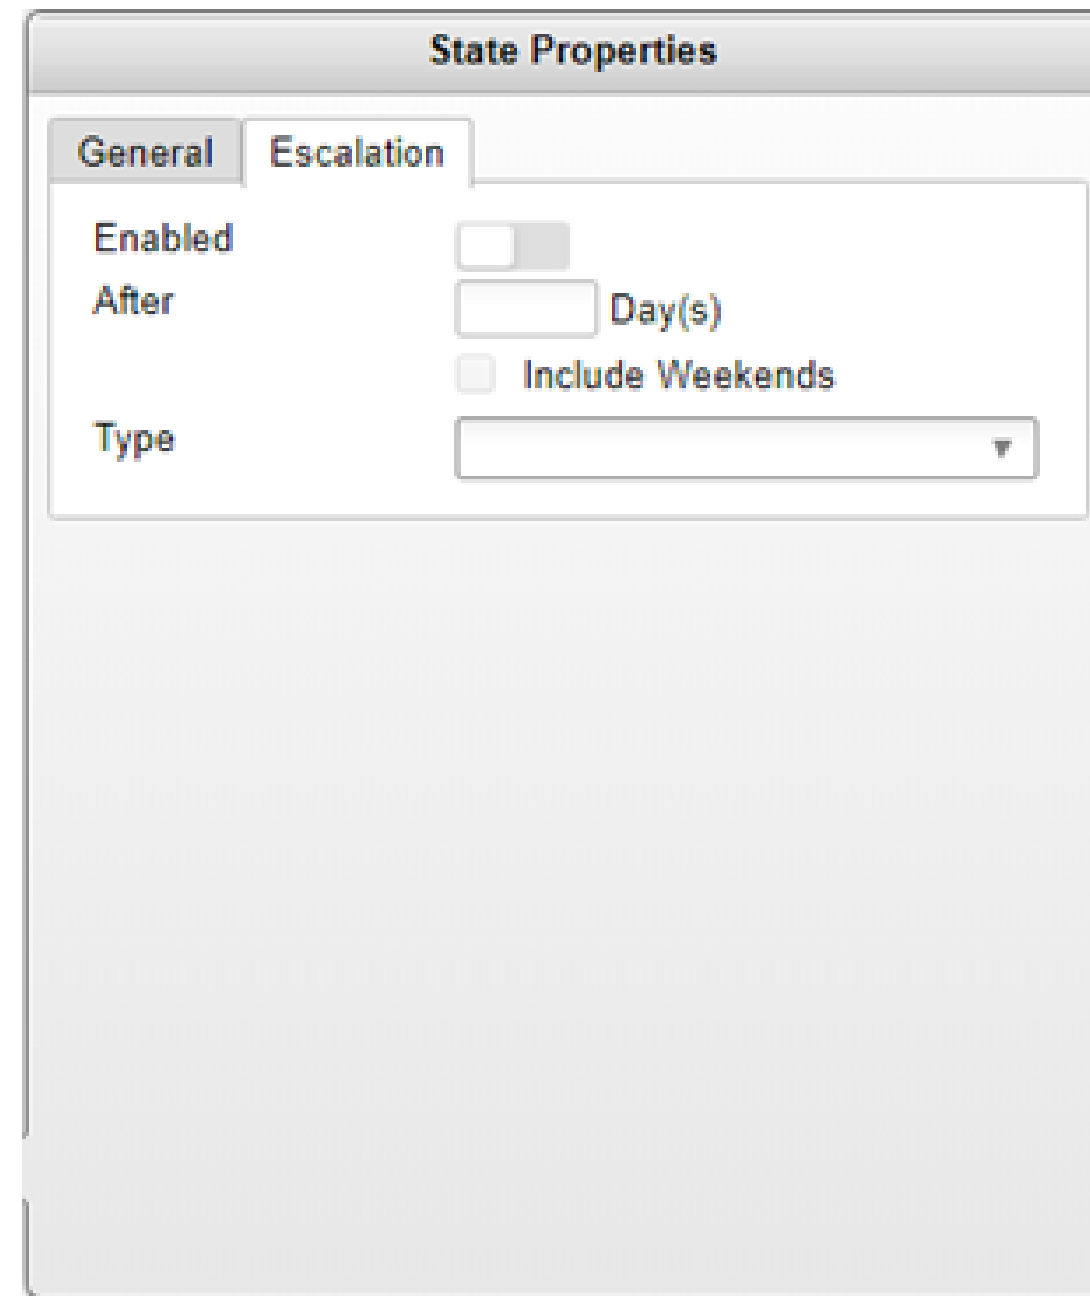 State Properties
General Escalation
Enabled
After Day(s)
Include Weekends
Type